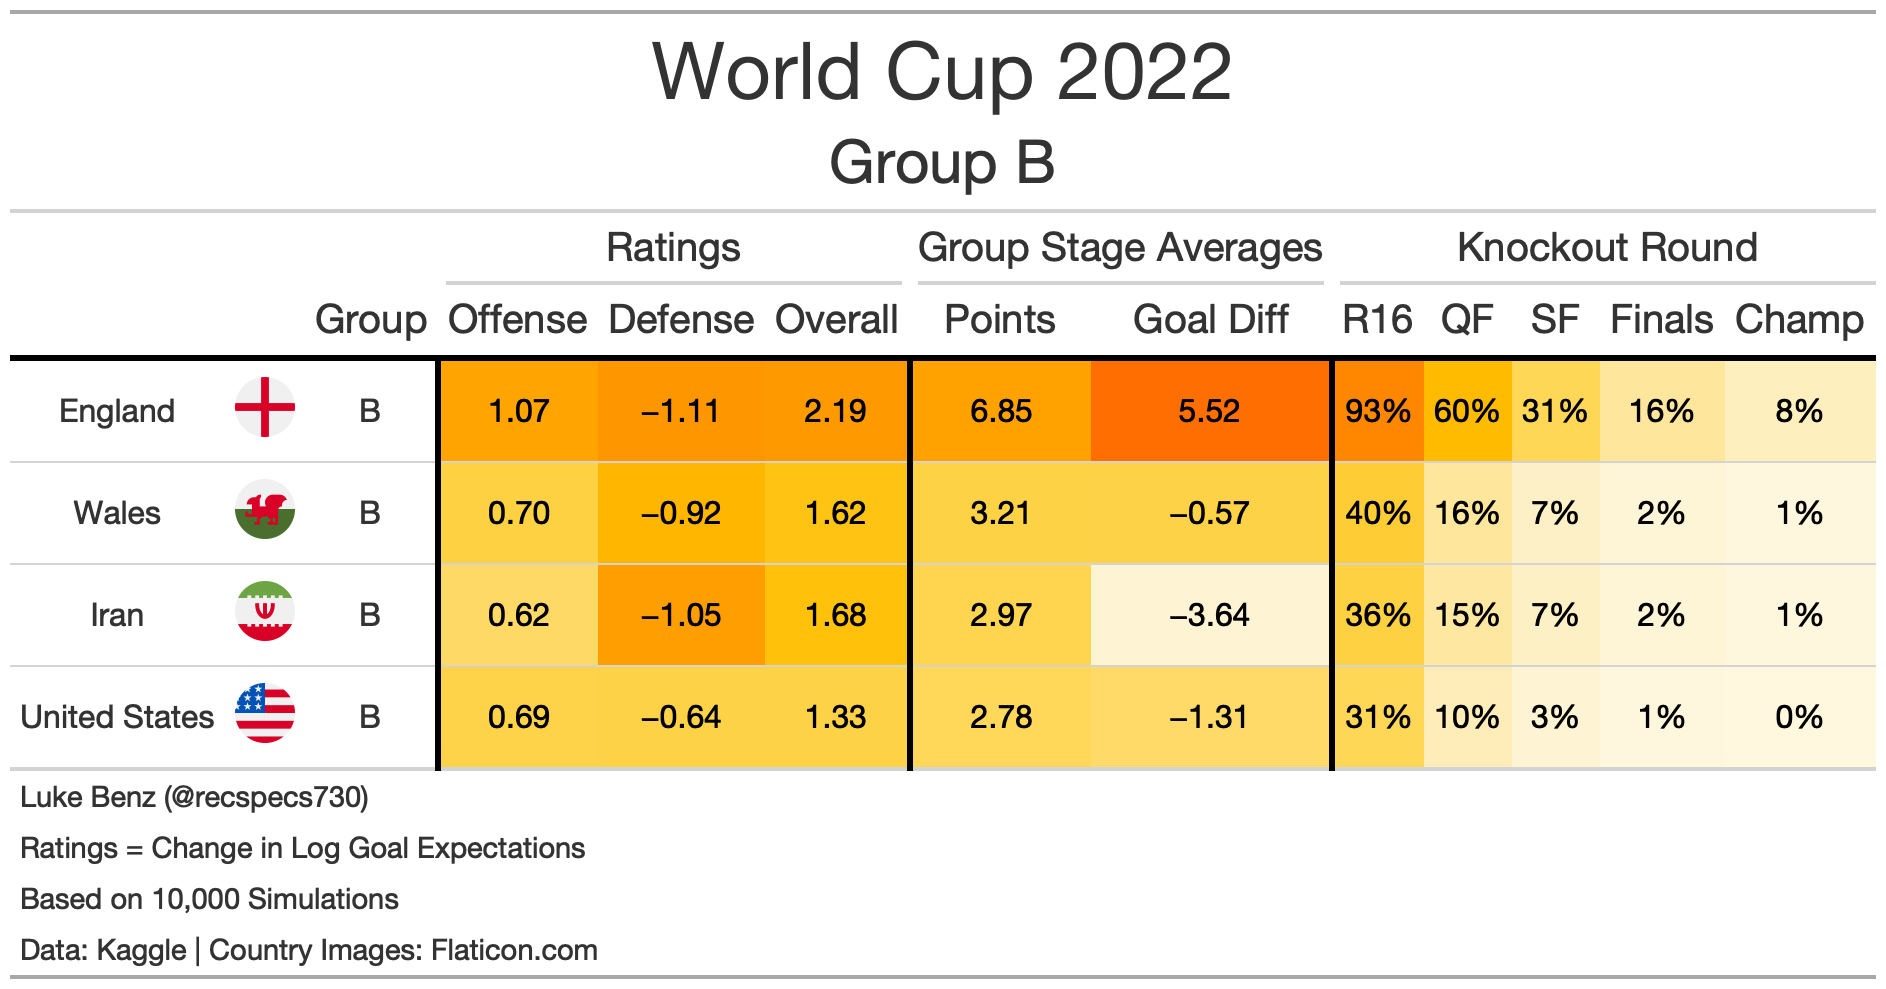 World Cup 2022
Group B
Ratings Group Stage Averages Knockout Round
Group Offense Defense Overall Points Goal Diff R16 QF SF Finals Champ
England B 1.07 −1.11 2.19 6.85 5.52 93% 60% 31% 16% 8%
Wales B 0.70 −0.92 1.62 3.21 −0.57 40% 16% 7% 2% 1%
Iran B 0.62 −1.05 1.68 2.97 −3.64 36% 15% 7% 2% 1%
United States B 0.69 −0.64 1.33 2.78 −1.31 31% 10% 3% 1% 0%
Luke Benz (@recspecs730)
Ratings = Change in Log Goal Expectations
Based on 10,000 Simulations
Data: Kaggle | Country Images: Flaticon.com